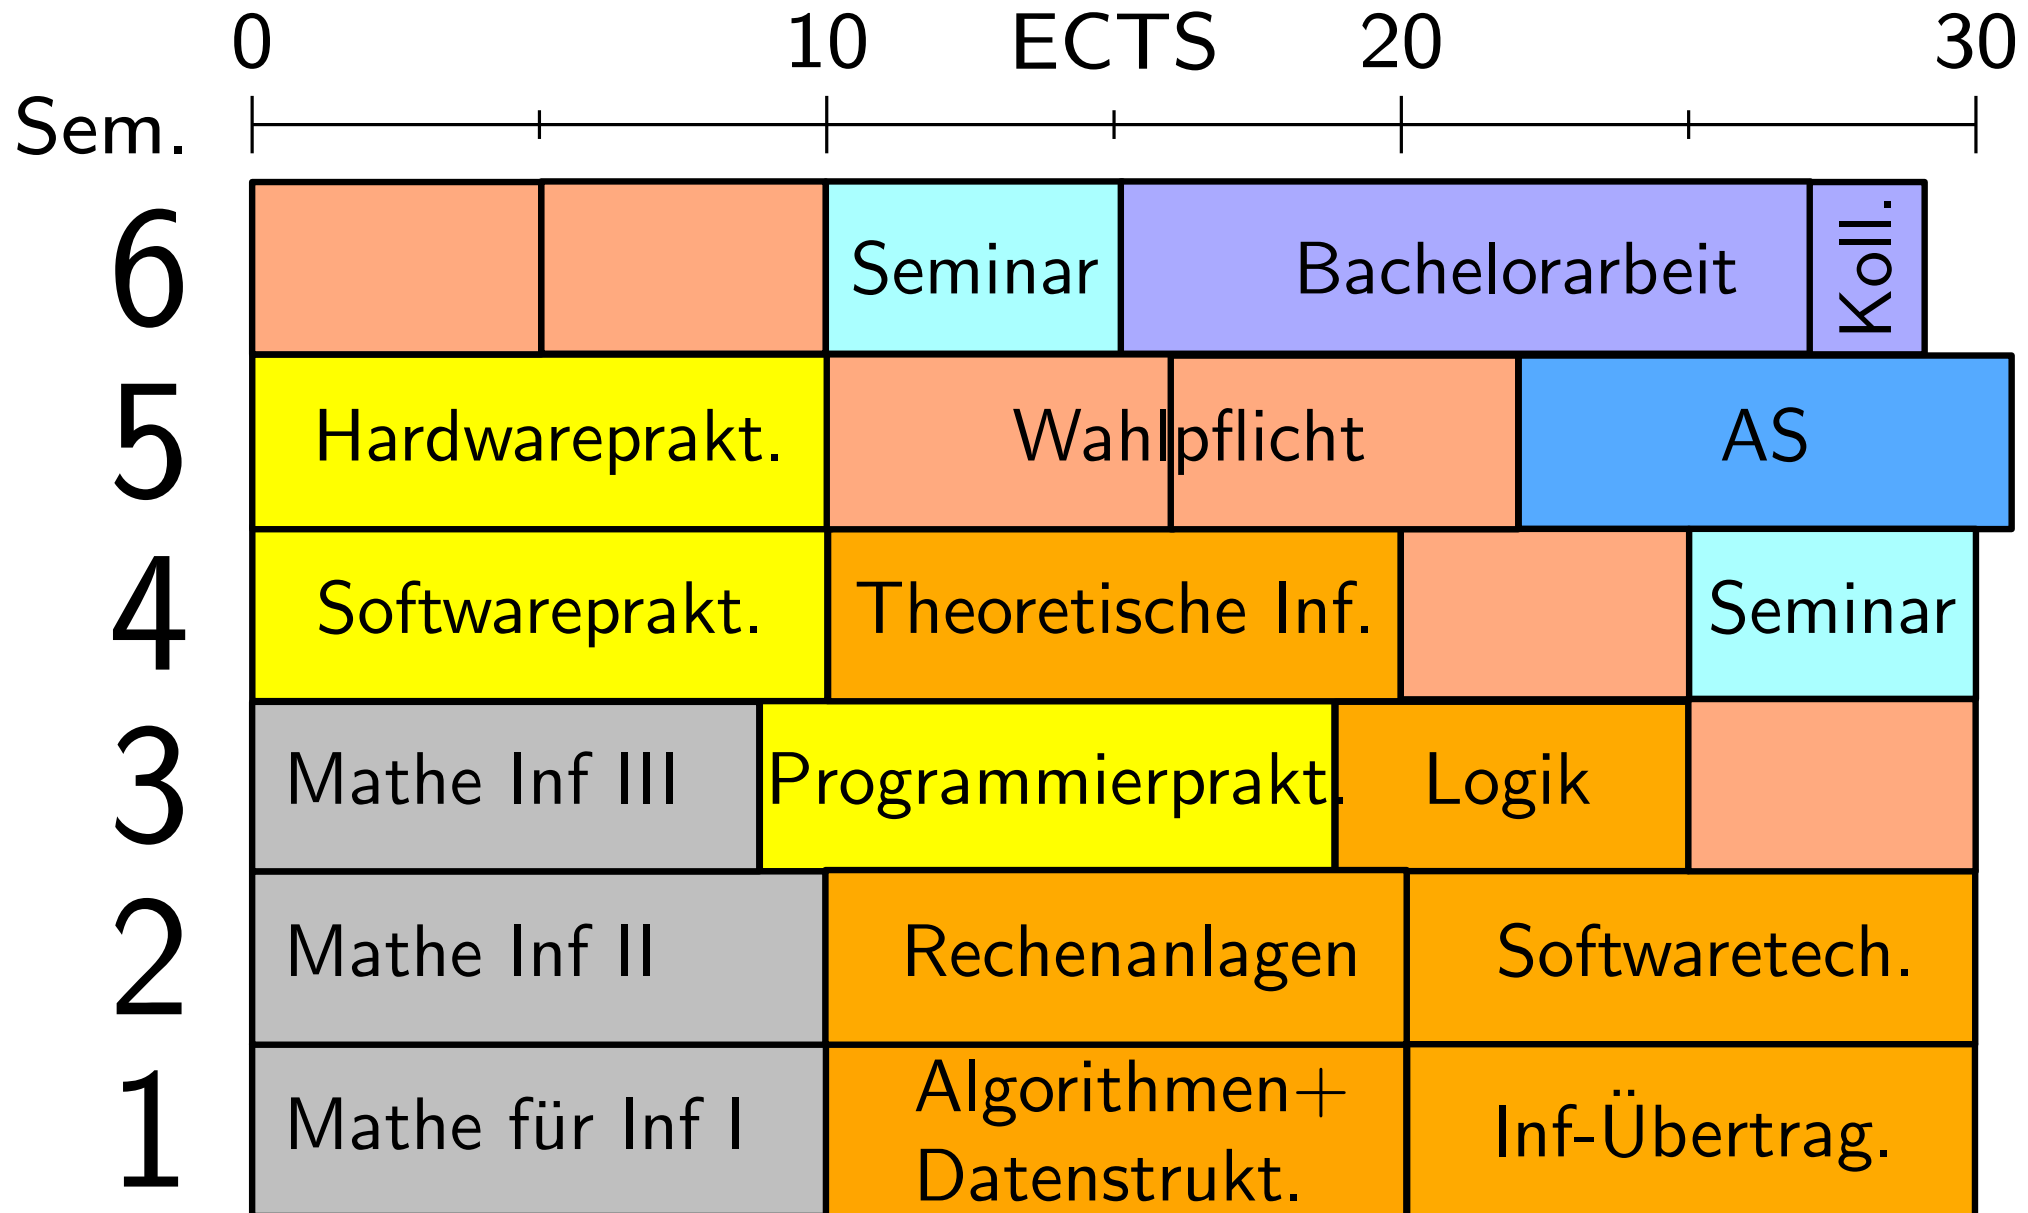 0 10 ECTS 20 30
Sem.
6 Seminar Bachelorarbeit Koll.
5 Hardwareprakt. Wahlpflicht AS
4 Softwareprakt. Theoretische Inf. Seminar
3 Mathe Inf III Programmierprakt. Logik
2 Mathe Inf II Rechenanlagen Softwaretech.
1 Mathe für Inf I Algorithmen+
Datenstrukt. Inf-Übertrag.